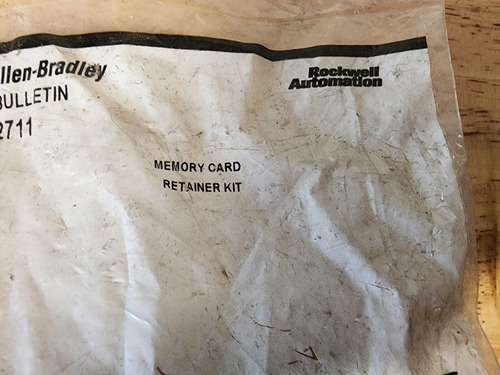 llen-Bradley
BULLETIN
2711
Rockwell
Automation
MEMORY CARD
RETAINER KIT